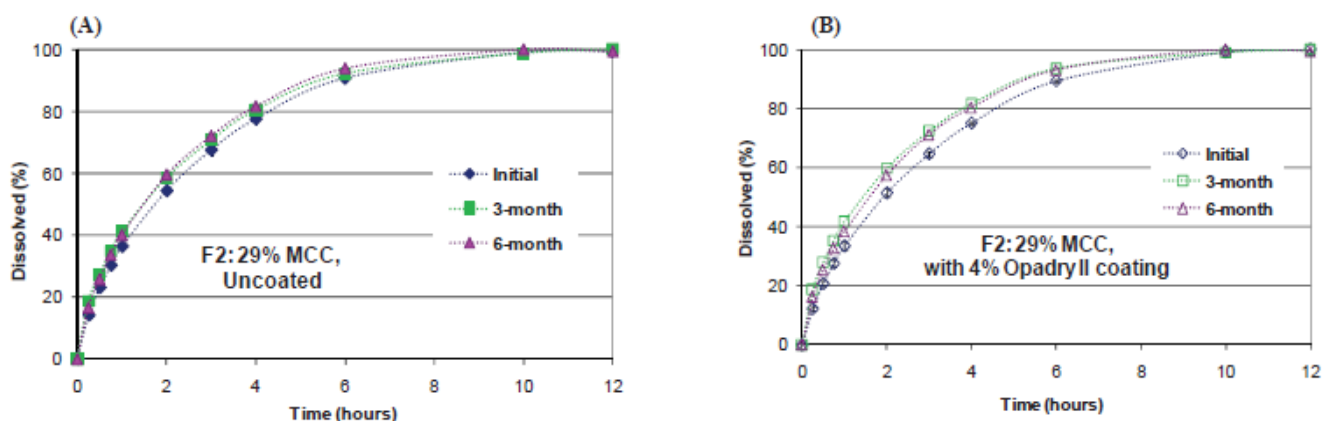 (A)
100
80
60
40
20
0
Dissolved (%)
0 2 4 6 8 10 12
Time (hours)
Initial
3-month
6-month
F2: 29% MCC,
Uncoated
(B)
100
80
60
40
20
0
Dissolved (%)
0 2 4 6 8 10 12
Time (hours)
Initial
3-month
6-month
F2: 29% MCC,
with 4% Opadry II coating